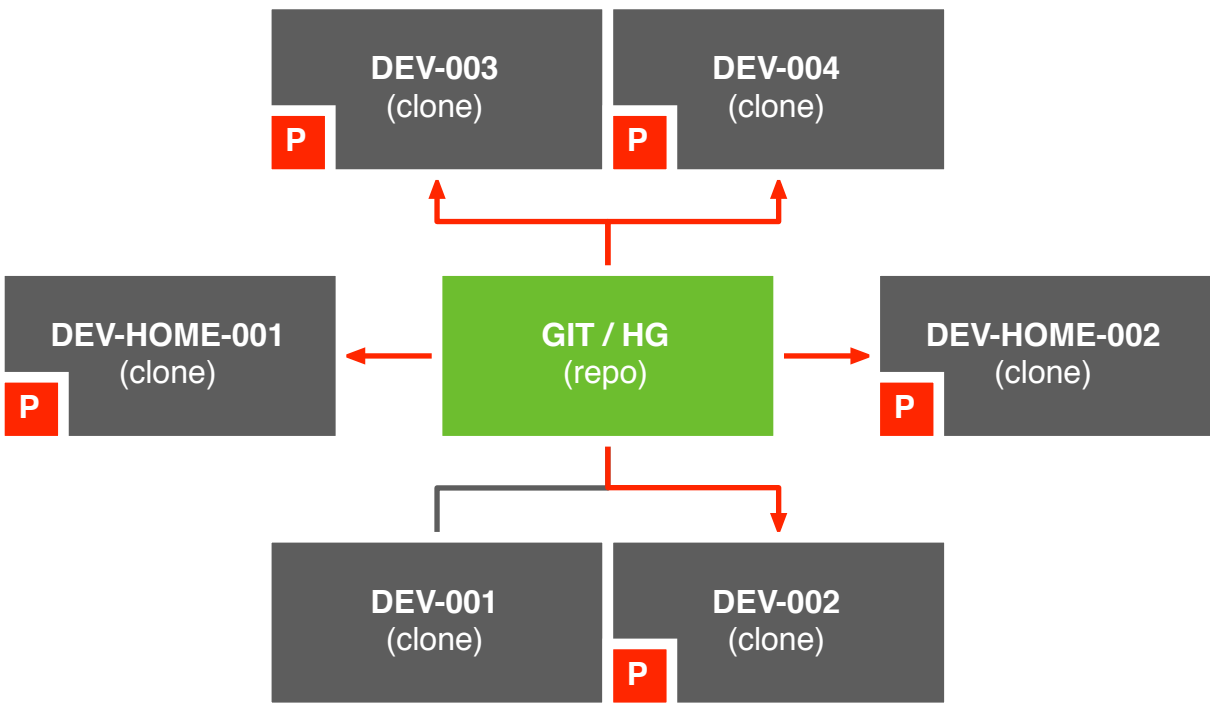 DEV-003
(clone)
P
DEV-004
(clone)
P
DEV-HOME-001
(clone)
P
GIT / HG
(repo)
DEV-HOME-002
(clone)
P
DEV-001
(clone)
DEV-002
(clone)
P